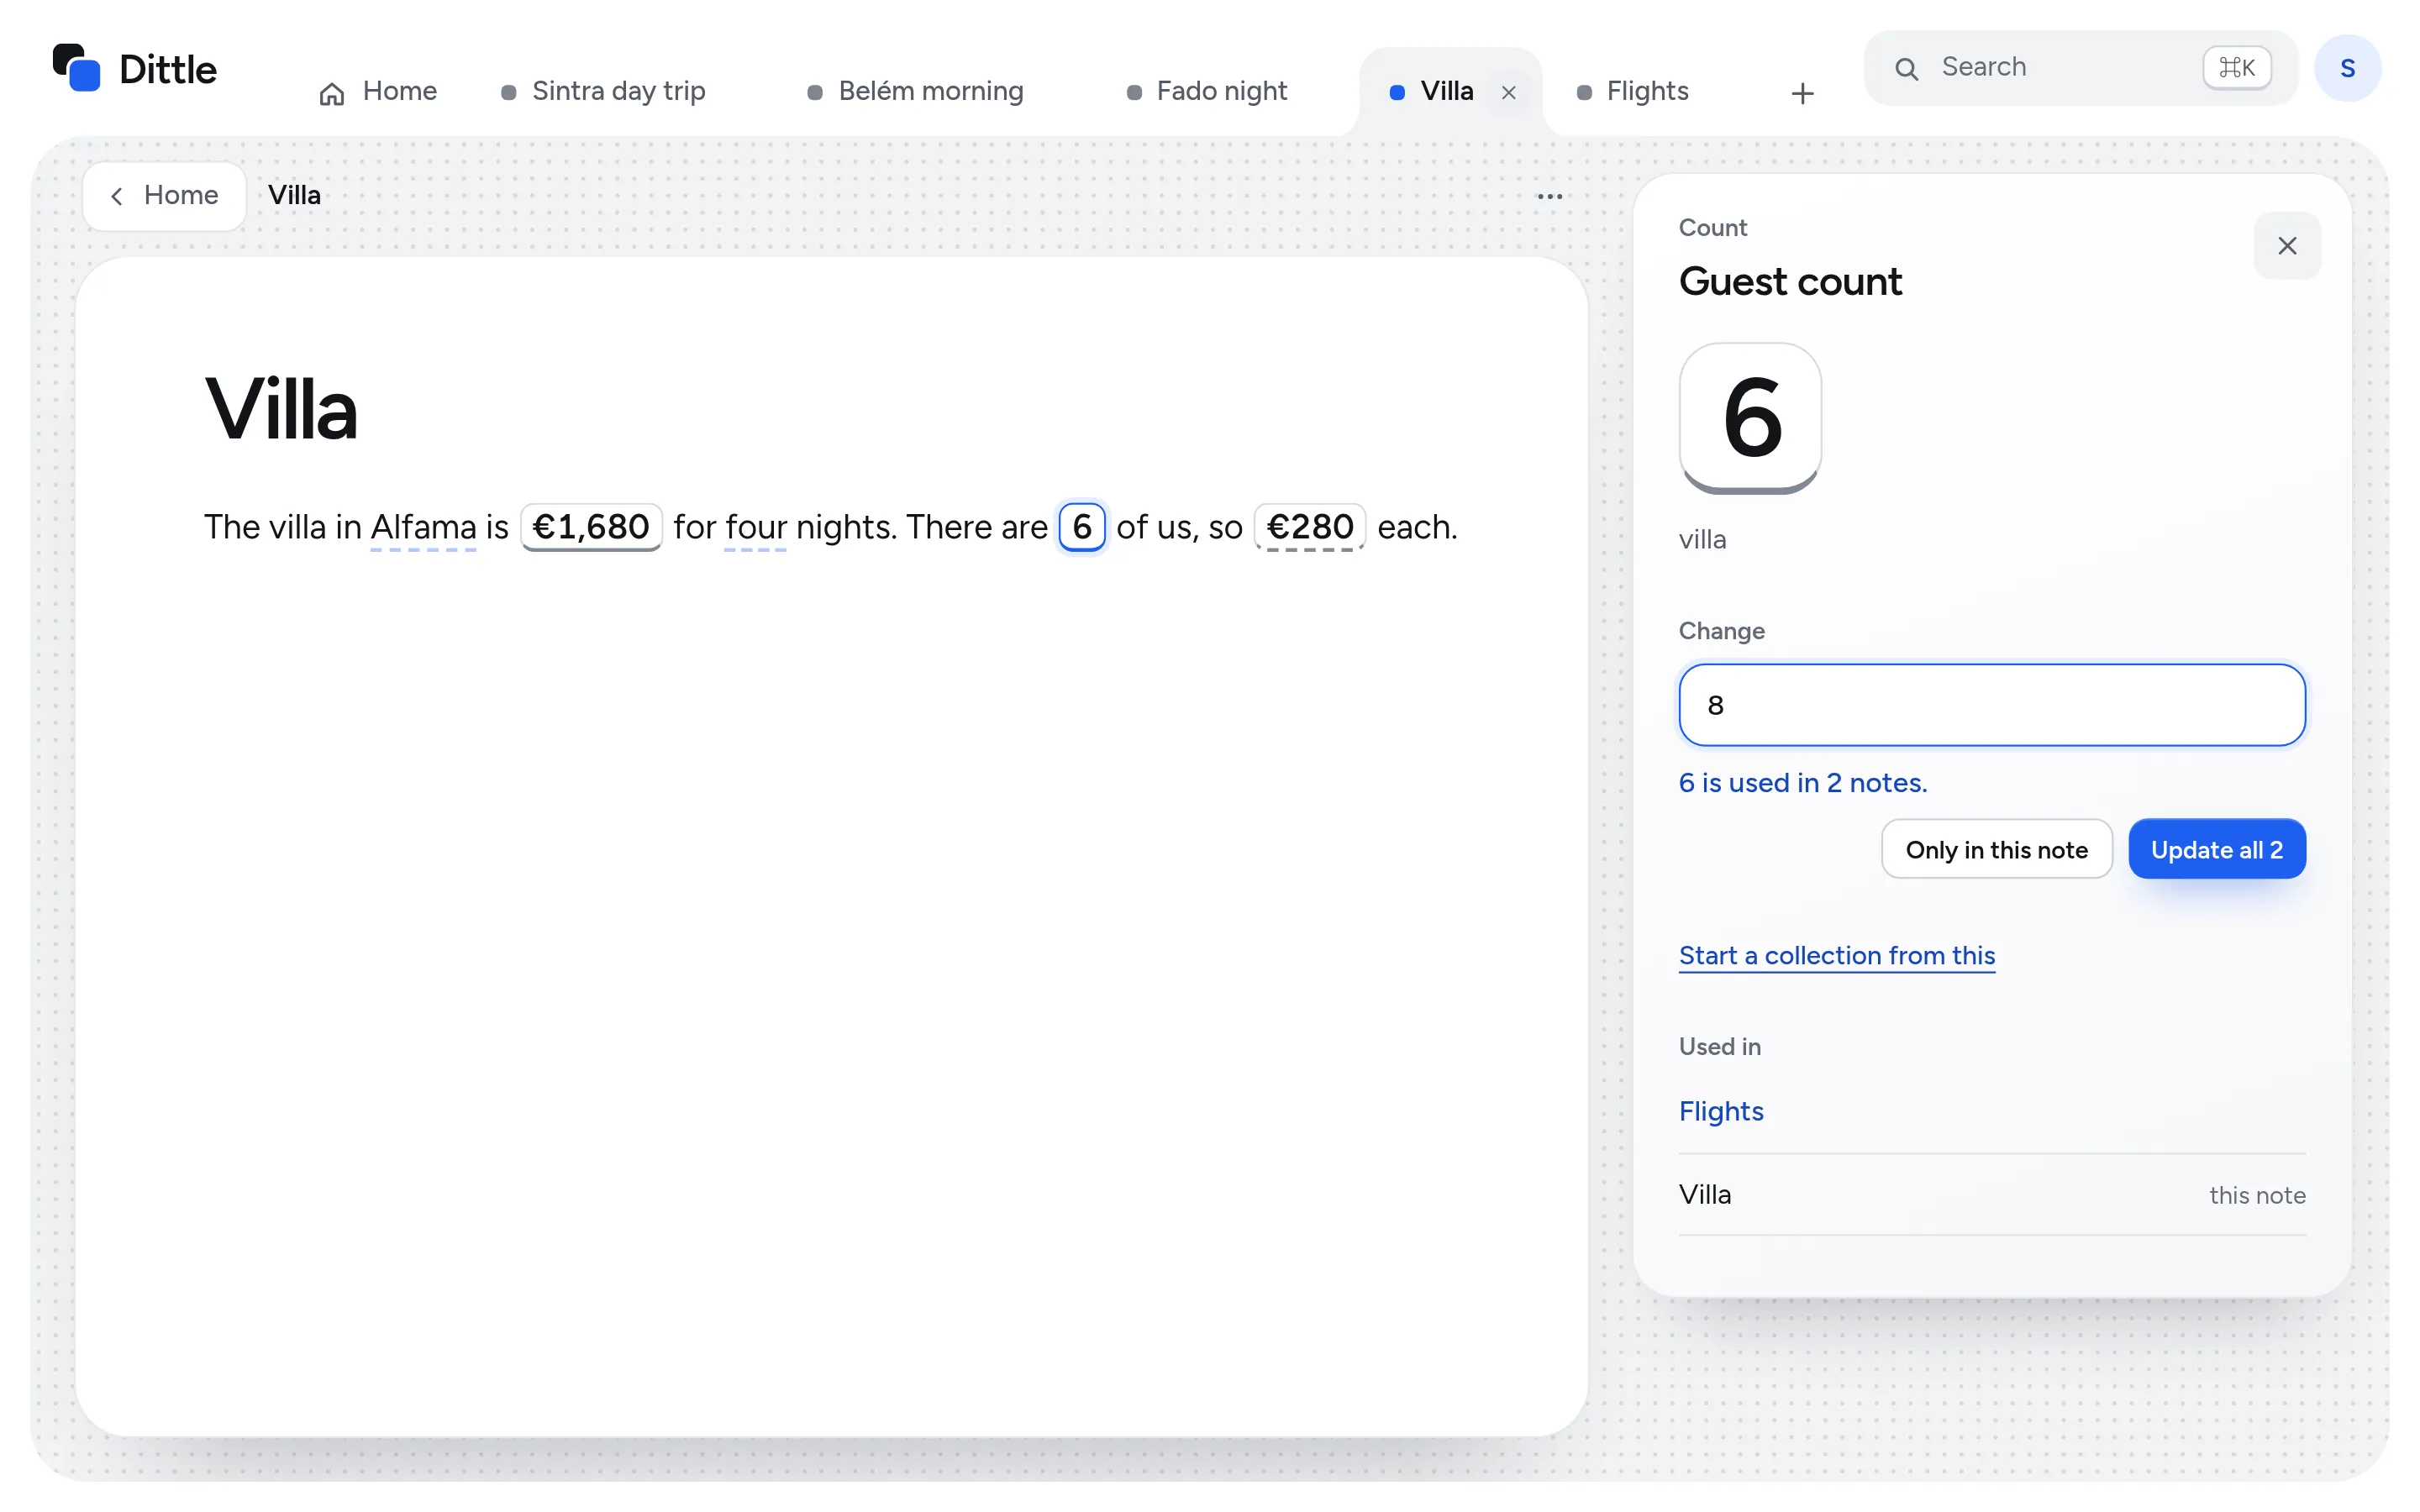 Dittle
Home
Sintra day trip
Belém morning
Fado night
Villa
Flights
Search
⌘K
S
Home
Villa
Count
Guest count
6
villa
Villa
The villa in Alfama is €1,680 for four nights. There are 6 of us, so €280 each.
Change
8
6 is used in 2 notes.
Only in this note
Update all 2
Start a collection from this
Used in
Flights
Villa
this note